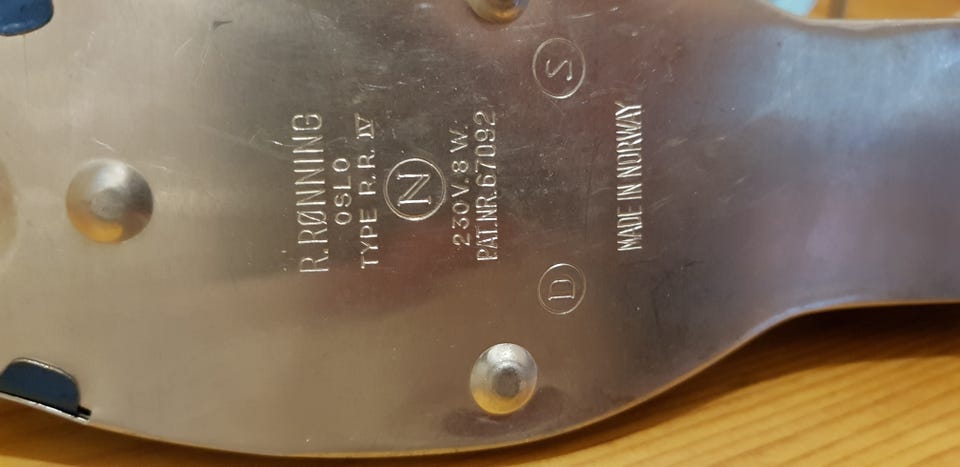 R. RØNNING
OSLO
TYPE R.R. IV
N
230 V. 8 W.
PAT.NR.67092
D S
MADE IN NORWAY